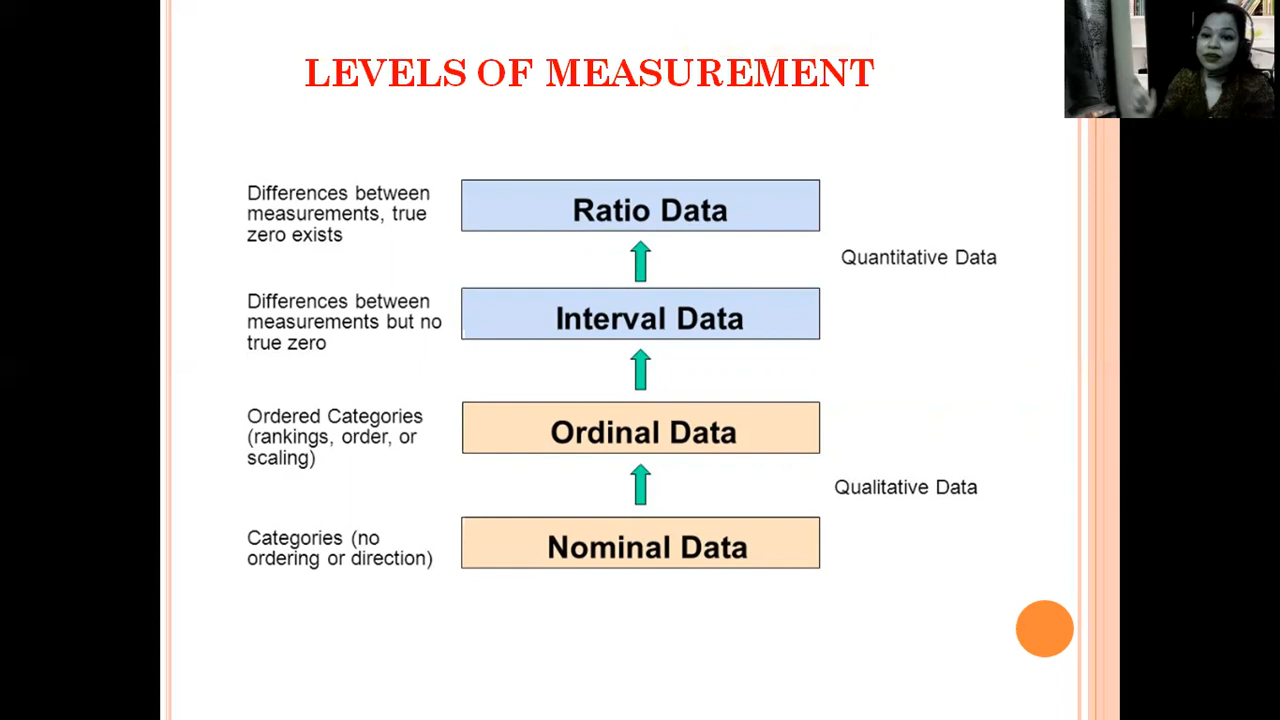 LEVELS OF MEASUREMENT
Differences between
measurements, true
zero exists
Ratio Data
Quantitative Data
Differences between
measurements but no
true zero
Interval Data
Ordered Categories
(rankings, order, or
scaling)
Ordinal Data
Qualitative Data
Categories (no
ordering or direction)
Nominal Data